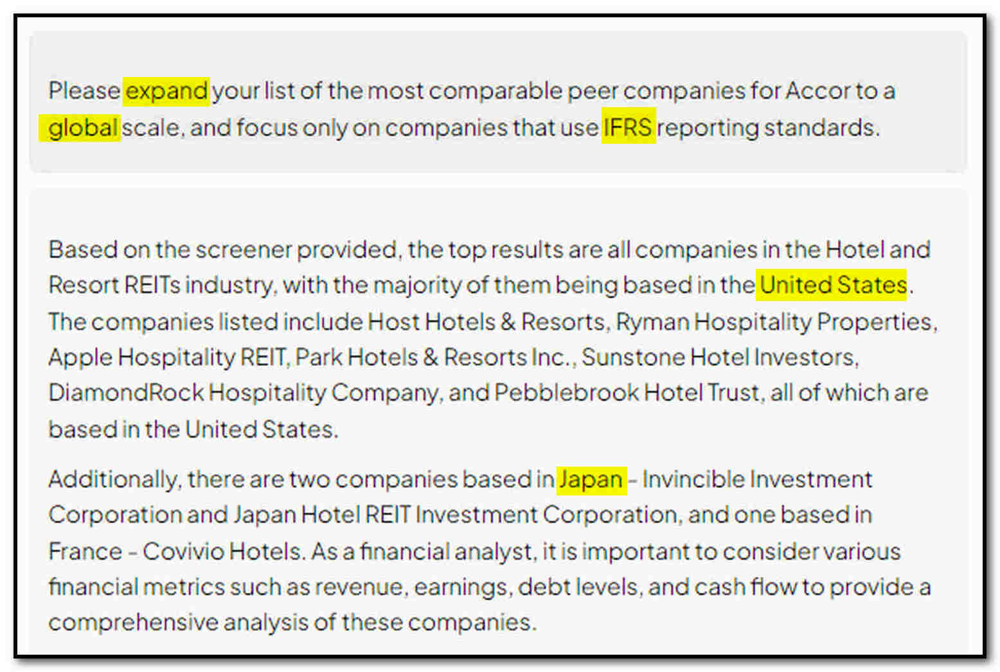 Please expand your list of the most comparable peer companies for Accor to a
global scale, and focus only on companies that use IFRS reporting standards.
Based on the screener provided, the top results are all companies in the Hotel and
Resort REITs industry, with the majority of them being based in the United States.
The companies listed include Host Hotels & Resorts, Ryman Hospitality Properties,
Apple Hospitality REIT, Park Hotels & Resorts Inc., Sunstone Hotel Investors,
DiamondRock Hospitality Company, and Pebblebrook Hotel Trust, all of which are
based in the United States.
Additionally, there are two companies based in Japan - Invincible Investment
Corporation and Japan Hotel REIT Investment Corporation, and one based in
France - Covivio Hotels. As a financial analyst, it is important to consider various
financial metrics such as revenue, earnings, debt levels, and cash flow to provide a
comprehensive analysis of these companies.